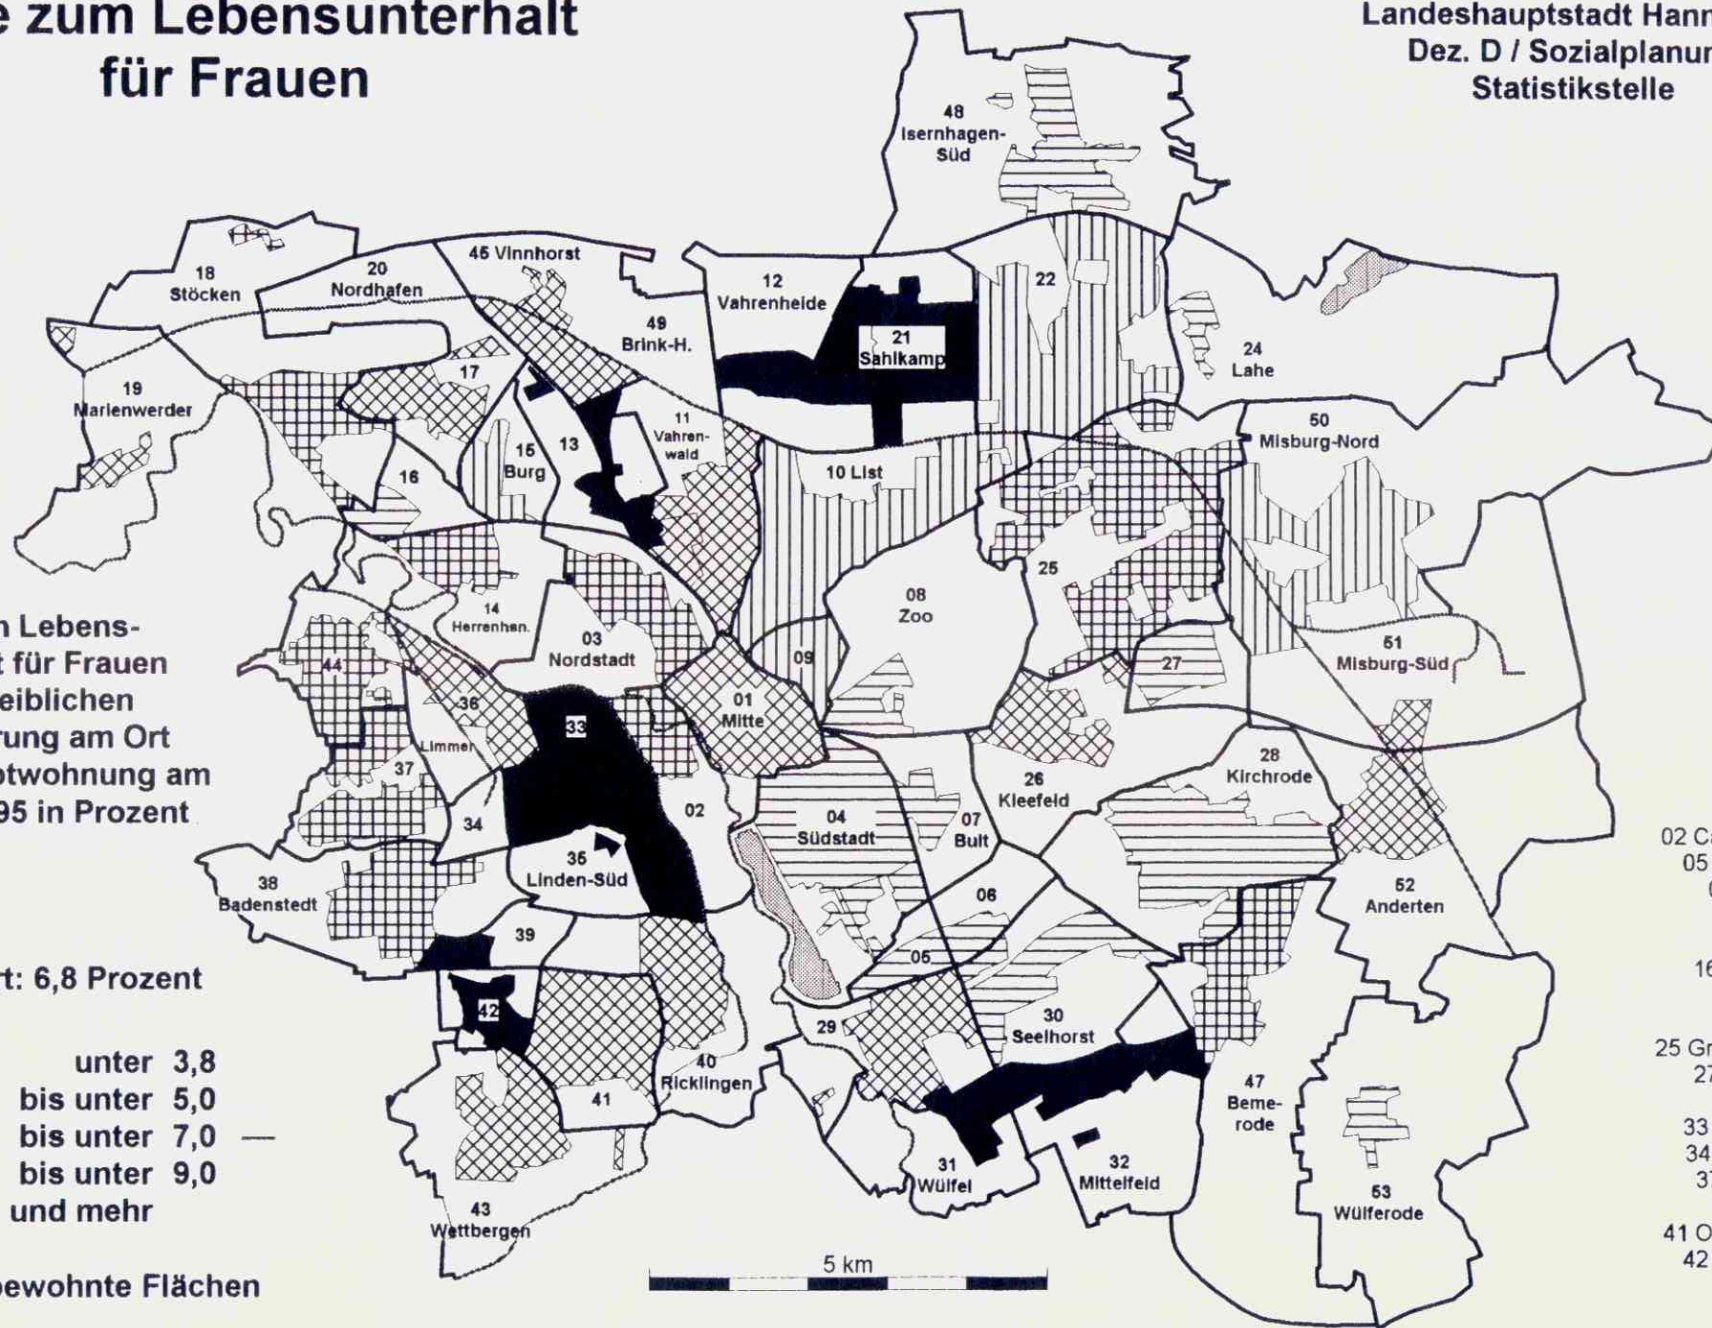 e zum Lebensunterhalt
für Frauen
Landeshauptstadt Hann
Dez. D / Sozialplanun
Statistikstelle
48
Isernhagen-
Süd
18
Stöcken
20
Nordhafen
45 Vinnhorst
12
Vahrenheide
22
49
Brink-H.
21
Sahlkamp
24
Lahe
19
Marienwerder
17
11
Vahren-
wald
50
Misburg-Nord
15
Burg
13
16
10 List
25
14
Herrenhan.
03
Nordstadt
08
Zoo
09
27
51
Misburg-Süd
44
36
Limmer
33
01
Mitte
37
34
02
04
Südstadt
07
Bult
26
Kleefeld
28
Kirchrode
35
Linden-Süd
38
Badenstedt
39
06
05
52
Anderten
42
29
30
Seelhorst
40
Ricklingen
41
47
Beme-
rode
31
Wülfel
32
Mittelfeld
53
Wülferode
43
Wettbergen
5 km
n Lebens-
t für Frauen
eiblichen
rung am Ort
ptwohnung am
95 in Prozent
rt: 6,8 Prozent
unter 3,8
bis unter 5,0
bis unter 7,0
bis unter 9,0
und mehr
ewohnte Flächen
02 Ca
05
0
16
25 Gr
27
33
34
37
41 O
42